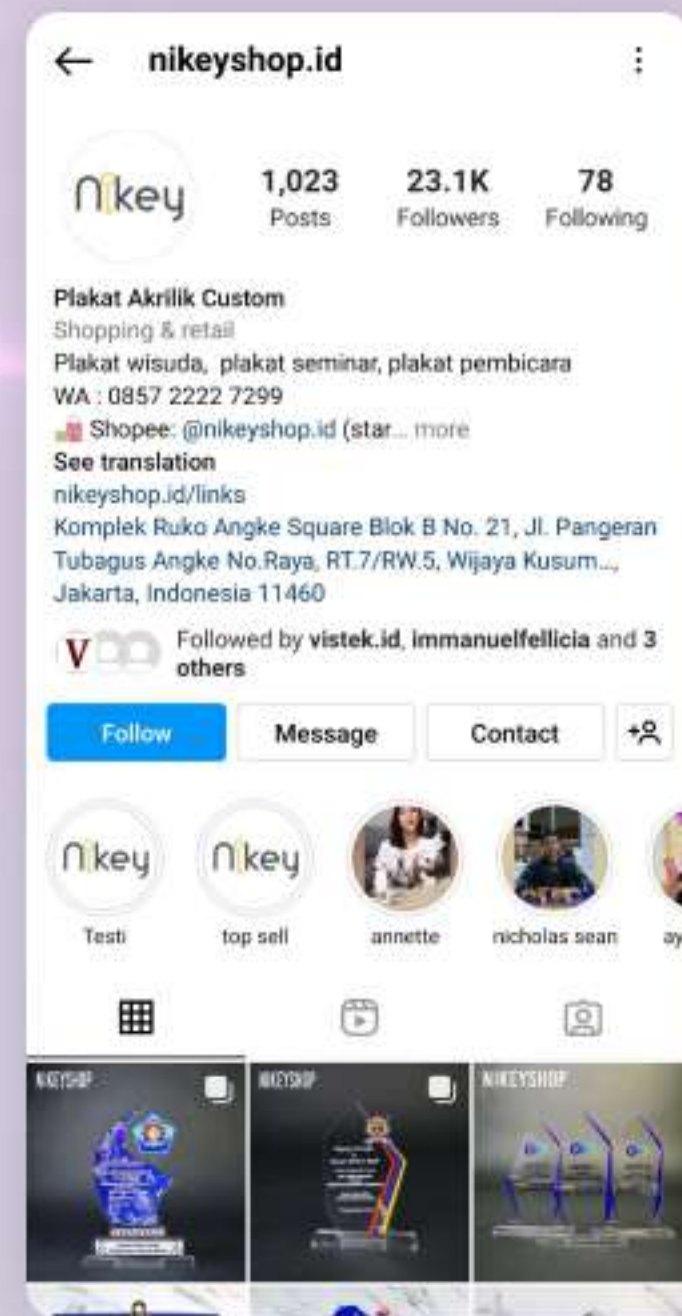 nikeyshop.id
Nikey
1,023 23.1K 78
Posts Followers Following
Plakat Akrilik Custom
Shopping & retail
Plakat wisuda, plakat seminar, plakat pembicara
WA : 0857 2222 7299
Shopee: @nikeyshop.id (star... more
See translation
nikeyshop.id/links
Komplek Ruko Angke Square Blok B No. 21, Jl. Pangeran
Tubagus Angke No.Raya, RT.7/RW.5, Wijaya Kusum...,
Jakarta, Indonesia 11460
V
Followed by vistek.id, immanuelfellicia and 3
others
Follow Message Contact
Nikey Nikey
Testi top sell annette nicholas sean ay
NIKEYSHOP NIKEYSHOP NIKEYSHOP